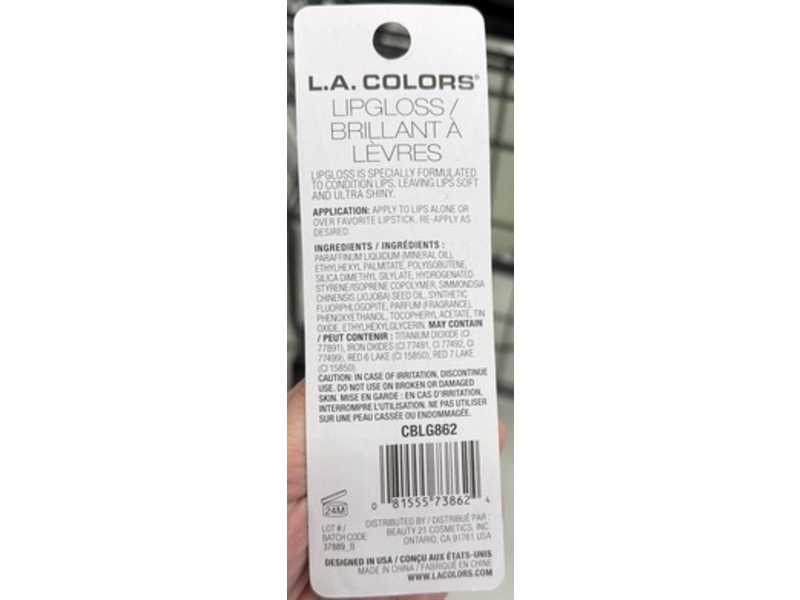 L.A. COLORS®
LIPGLOSS /
BRILLANT À
LÈVRES
LIPGLOSS IS SPECIALLY FORMULATED
TO CONDITION LIPS, LEAVING LIPS SOFT
AND ULTRA SHINY.
APPLICATION: APPLY TO LIPS ALONE OR
OVER FAVORITE LIPSTICK. RE-APPLY AS
DESIRED.
INGREDIENTS / INGRÉDIENTS :
PARAFFINUM LIQUIDUM (MINERAL OIL),
ETHYLHEXYL PALMITATE, POLYISOBUTENE,
SILICA DIMETHYL SILYLATE, HYDROGENATED
STYRENE/ISOPRENE COPOLYMER, SIMMONDSIA
CHINENSIS (JOJOBA) SEED OIL, SYNTHETIC
FLUORPHLOGOPITE, PARFUM (FRAGRANCE),
PHENOXYETHANOL, TOCOPHERYL ACETATE, TIN
OXIDE, ETHYLHEXYLGLYCERIN. MAY CONTAIN
/ PEUT CONTENIR : TITANIUM DIOXIDE (CI
77891), IRON OXIDES (CI 77491, CI 77492, CI
77499), RED 6 LAKE (CI 15850), RED 7 LAKE
(CI 15850).
CAUTION: IN CASE OF IRRITATION, DISCONTINUE
USE. DO NOT USE ON BROKEN OR DAMAGED
SKIN. MISE EN GARDE : EN CAS D'IRRITATION,
INTERROMPRE L'UTILISATION. NE PAS UTILISER
SUR UNE PEAU CASSÉE OU ENDOMMAGÉE.
CBLG862
0 81555 73862 4
24M
LOT # /
BATCH CODE:
37889_B
DISTRIBUTED BY / DISTRIBUÉ PAR :
BEAUTY 21 COSMETICS, INC.
ONTARIO, CA 91761 USA
DESIGNED IN USA / CONÇU AUX ÉTATS-UNIS
MADE IN CHINA / FABRIQUÉ EN CHINE
WWW.LACOLORS.COM